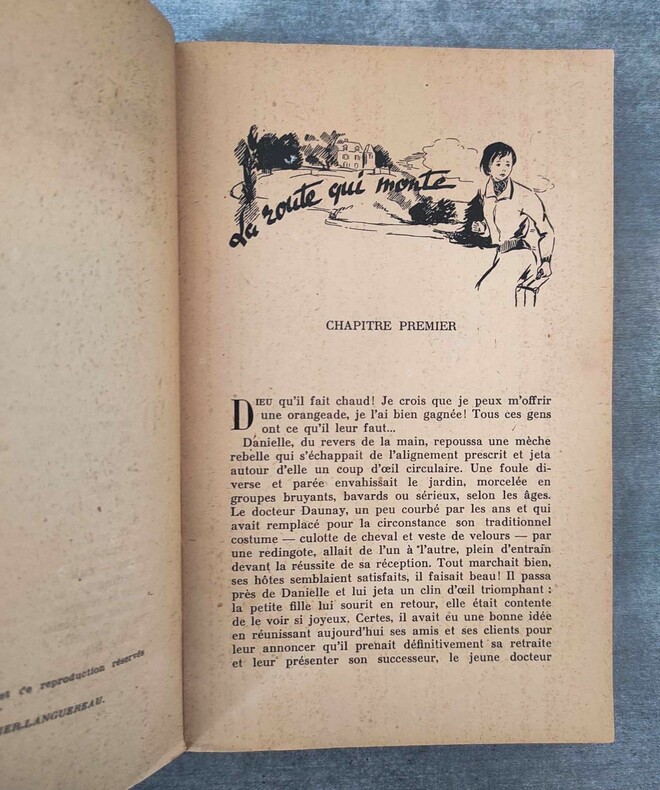 et de reproduction réservés
IER-LANGUEREAU.
La route qui monte
CHAPITRE PREMIER
DIEU qu'il fait chaud! Je crois que je peux m'offrir
une orangeade, je l'ai bien gagnée! Tous ces gens
ont ce qu'il leur faut...
Danielle, du revers de la main, repoussa une mèche
rebelle qui s'échappait de l'alignement prescrit et jeta
autour d'elle un coup d'œil circulaire. Une foule di-
verse et parée envahissait le jardin, morcelée en
groupes bruyants, bavards ou sérieux, selon les âges.
Le docteur Daunay, un peu courbé par les ans et qui
avait remplacé pour la circonstance son traditionnel
costume — culotte de cheval et veste de velours — par
une redingote, allait de l'un à l'autre, plein d'entrain
devant la réussite de sa réception. Tout marchait bien,
ses hôtes semblaient satisfaits, il faisait beau! Il passa
près de Danielle et lui jeta un clin d'œil triomphant :
la petite fille lui sourit en retour, elle était contente
de le voir si joyeux. Certes, il avait eu une bonne idée
en réunissant aujourd'hui ses amis et ses clients pour
leur annoncer qu'il prenait définitivement sa retraite
et leur présenter son successeur, le jeune docteur